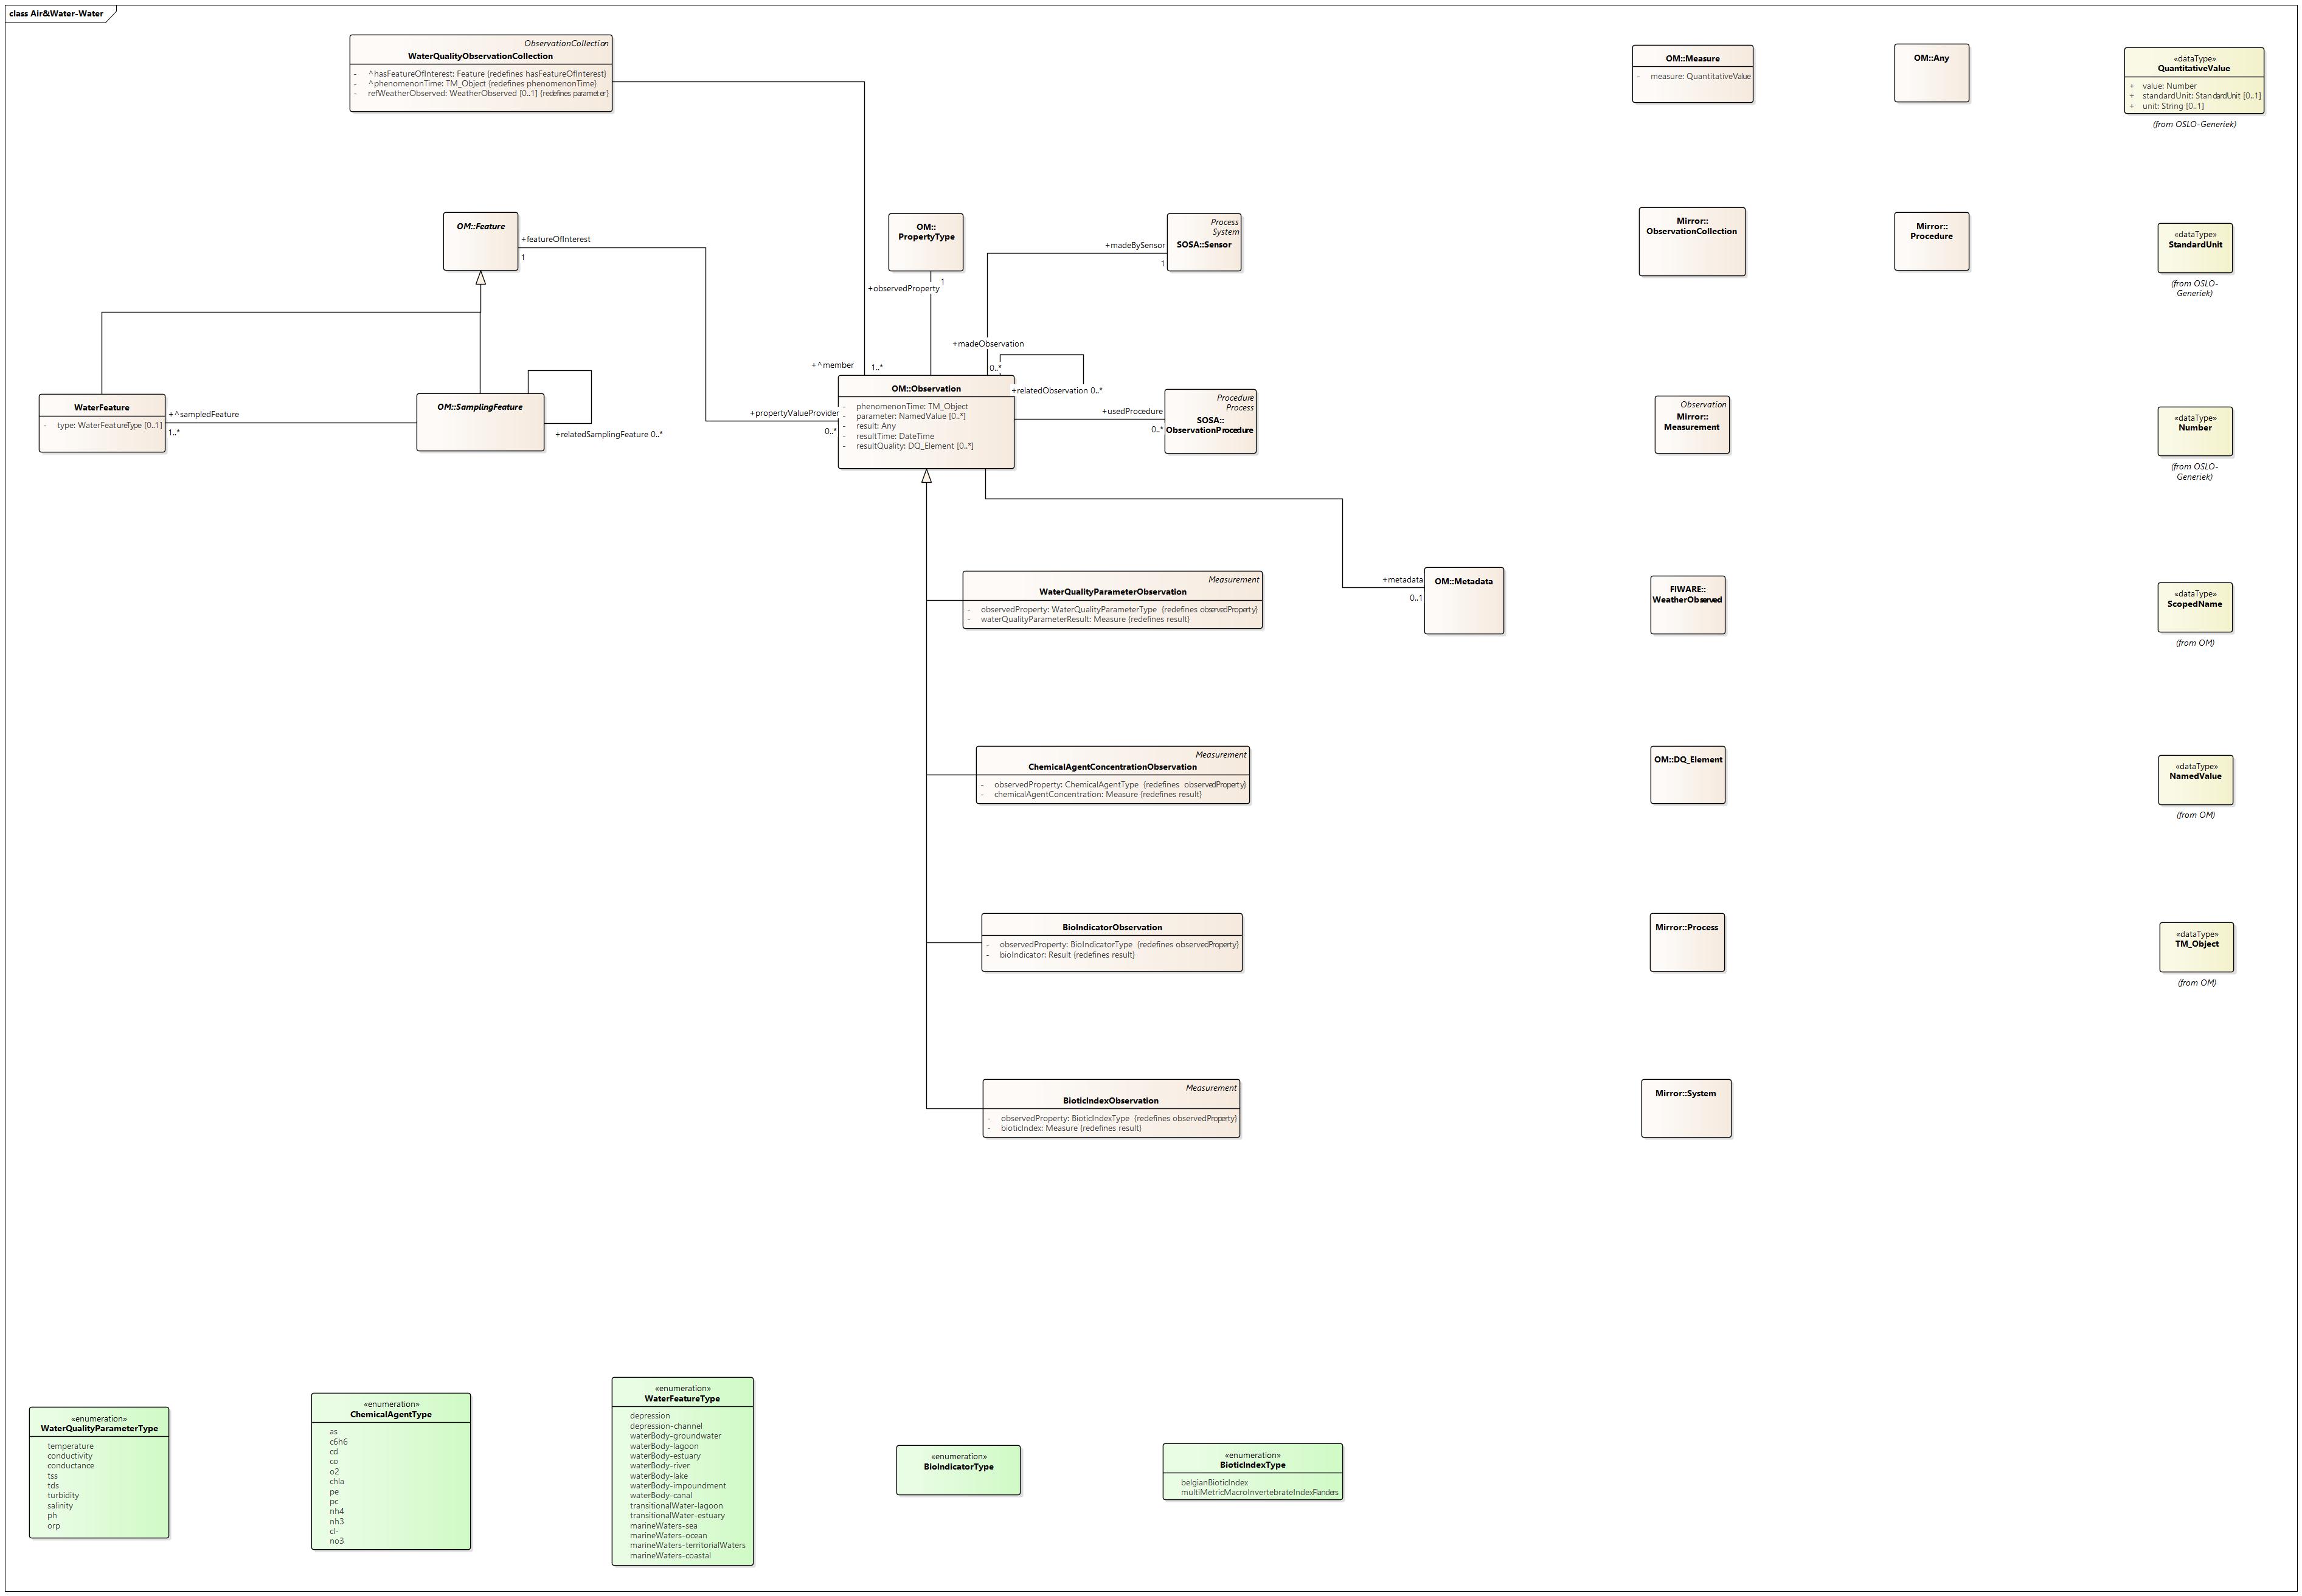 class Air&Water-Water
ObservationCollection
WaterQualityObservationCollection
- ^hasFeatureOfInterest: Feature {redefines hasFeatureOfInterest}
- ^phenomenonTime: TM_Object {redefines phenomenonTime}
- refWeatherObserved: WeatherObserved [0..1] {redefines parameter}
OM::Measure
- measure: QuantitativeValue
OM::Any
«dataType»
QuantitativeValue
+ value: Number
+ standardUnit: StandardUnit [0..1]
+ unit: String [0..1]
(from OSLO-Generiek)
OM::Feature
+featureOfInterest
1
OM::
PropertyType
1
+observedProperty
Process
System
SOSA::Sensor
+madeBySensor
1
Mirror::
ObservationCollection
Mirror::
Procedure
«dataType»
StandardUnit
(from OSLO-
Generiek)
+madeObservation
0..*
+^member
1..*
+relatedObservation 0..*
WaterFeature
- type: WaterFeatureType [0..1]
+^sampledFeature
1..*
OM::SamplingFeature
+relatedSamplingFeature 0..*
+propertyValueProvider
0..*
OM::Observation
- phenomenonTime: TM_Object
- parameter: NamedValue [0..*]
- result: Any
- resultTime: DateTime
- resultQuality: DQ_Element [0..*]
+usedProcedure
0..*
Procedure
Process
SOSA::
ObservationProcedure
Observation
Mirror::
Measurement
«dataType»
Number
(from OSLO-
Generiek)
Measurement
WaterQualityParameterObservation
- observedProperty: WaterQualityParameterType {redefines observedProperty}
- waterQualityParameterResult: Measure {redefines result}
+metadata
0..1
OM::Metadata
FIWARE::
WeatherObserved
«dataType»
ScopedName
(from OM)
Measurement
ChemicalAgentConcentrationObservation
- observedProperty: ChemicalAgentType {redefines observedProperty}
- chemicalAgentConcentration: Measure {redefines result}
OM::DQ_Element
«dataType»
NamedValue
(from OM)
BioIndicatorObservation
- observedProperty: BioIndicatorType {redefines observedProperty}
- bioIndicator: Result {redefines result}
Mirror::Process
«dataType»
TM_Object
(from OM)
Measurement
BioticIndexObservation
- observedProperty: BioticIndexType {redefines observedProperty}
- bioticIndex: Measure {redefines result}
Mirror::System
«enumeration»
WaterQualityParameterType
temperature
conductivity
conductance
tss
tds
turbidity
salinity
ph
orp
«enumeration»
ChemicalAgentType
as
c6h6
cd
co
o2
chla
pe
pc
nh4
nh3
cl-
no3
«enumeration»
WaterFeatureType
depression
depression-channel
waterBody-groundwater
waterBody-lagoon
waterBody-estuary
waterBody-river
waterBody-lake
waterBody-impoundment
waterBody-canal
transitionalWater-lagoon
transitionalWater-estuary
marineWaters-sea
marineWaters-ocean
marineWaters-territorialWaters
marineWaters-coastal
«enumeration»
BioIndicatorType
«enumeration»
BioticIndexType
belgianBioticIndex
multiMetricMacroInvertebrateIndexFlanders